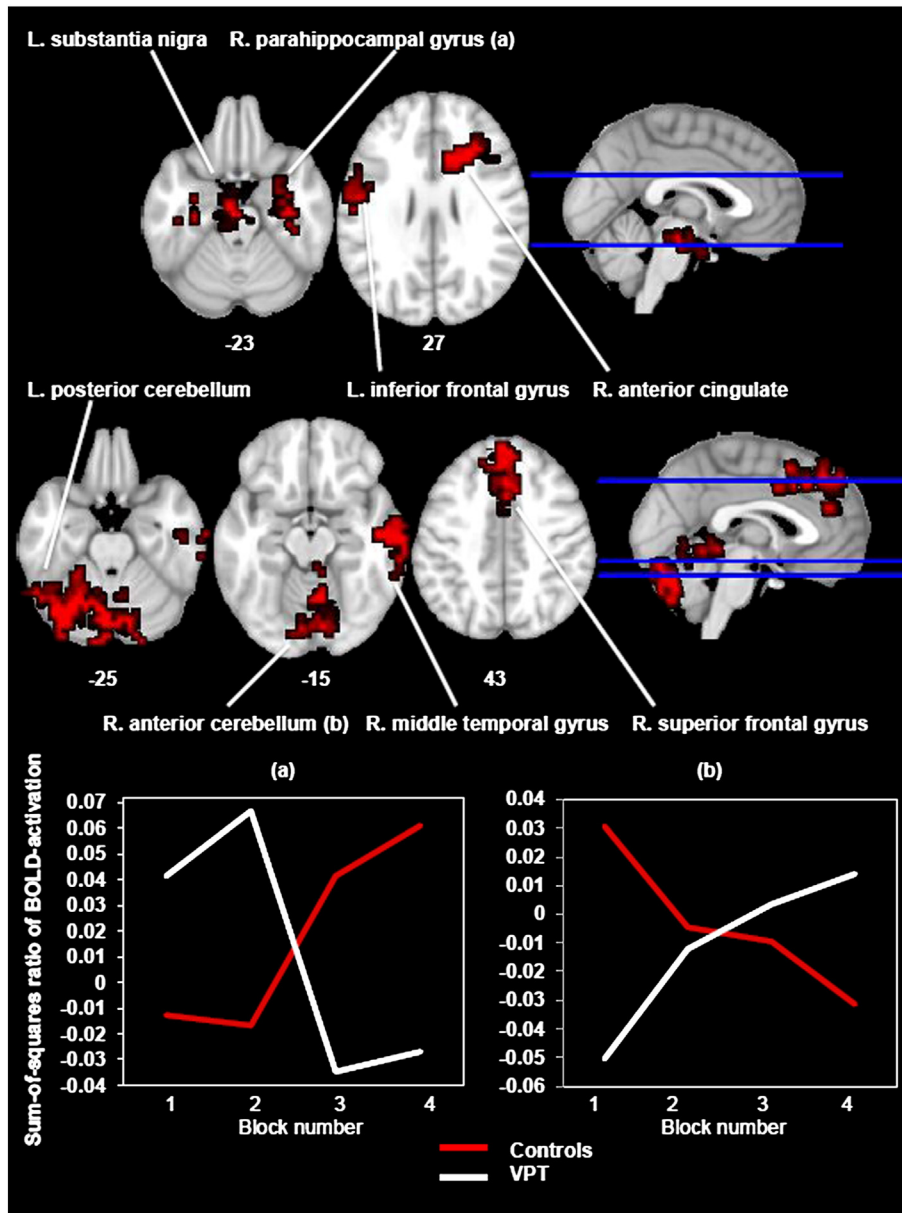 L. substantia nigra R. parahippocampal gyrus (a)
-23 27
L. posterior cerebellum L. inferior frontal gyrus R. anterior cingulate
-25 -15 43
R. anterior cerebellum (b) R. middle temporal gyrus R. superior frontal gyrus
Sum-of-squares ratio of BOLD-activation
(a)
0.07
0.06
0.05
0.04
0.03
0.02
0
-0.01
-0.02
-0.03
-0.04
1 2 3 4
Block number
(b)
0.04
0.03
0.02
0.01
0
-0.01
-0.02
-0.03
-0.04
-0.05
-0.06
1 2 3 4
Block number
Controls
VPT